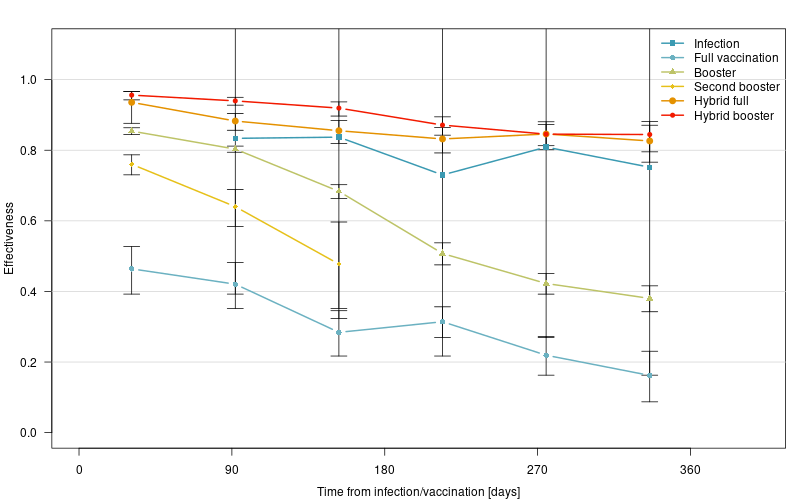 Infection
Full vaccination
Booster
Second booster
Hybrid full
Hybrid booster
Effectiveness
1.0
0.8
0.6
0.4
0.2
0.0
0 90 180 270 360
Time from infection/vaccination [days]